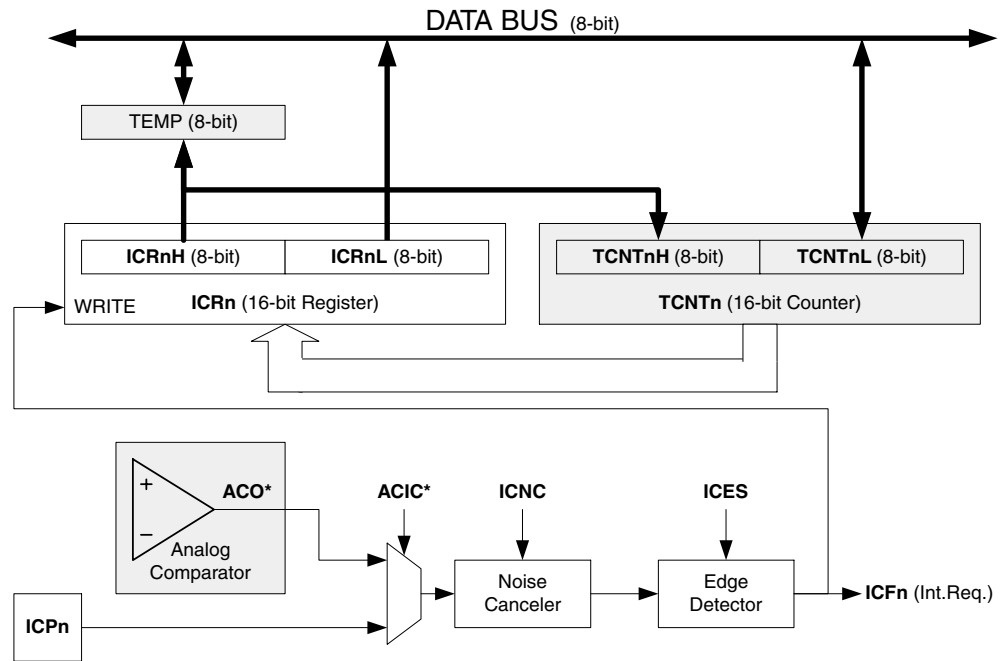 DATA BUS (8-bit)
TEMP (8-bit)
ICRnH (8-bit)
ICRnL (8-bit)
TCNTnH (8-bit)
TCNTnL (8-bit)
WRITE
ICRn (16-bit Register)
TCNTn (16-bit Counter)
+
−
ACO*
Analog
Comparator
ACIC*
ICNC
ICES
Noise
Canceler
Edge
Detector
ICFn (Int.Req.)
ICPn